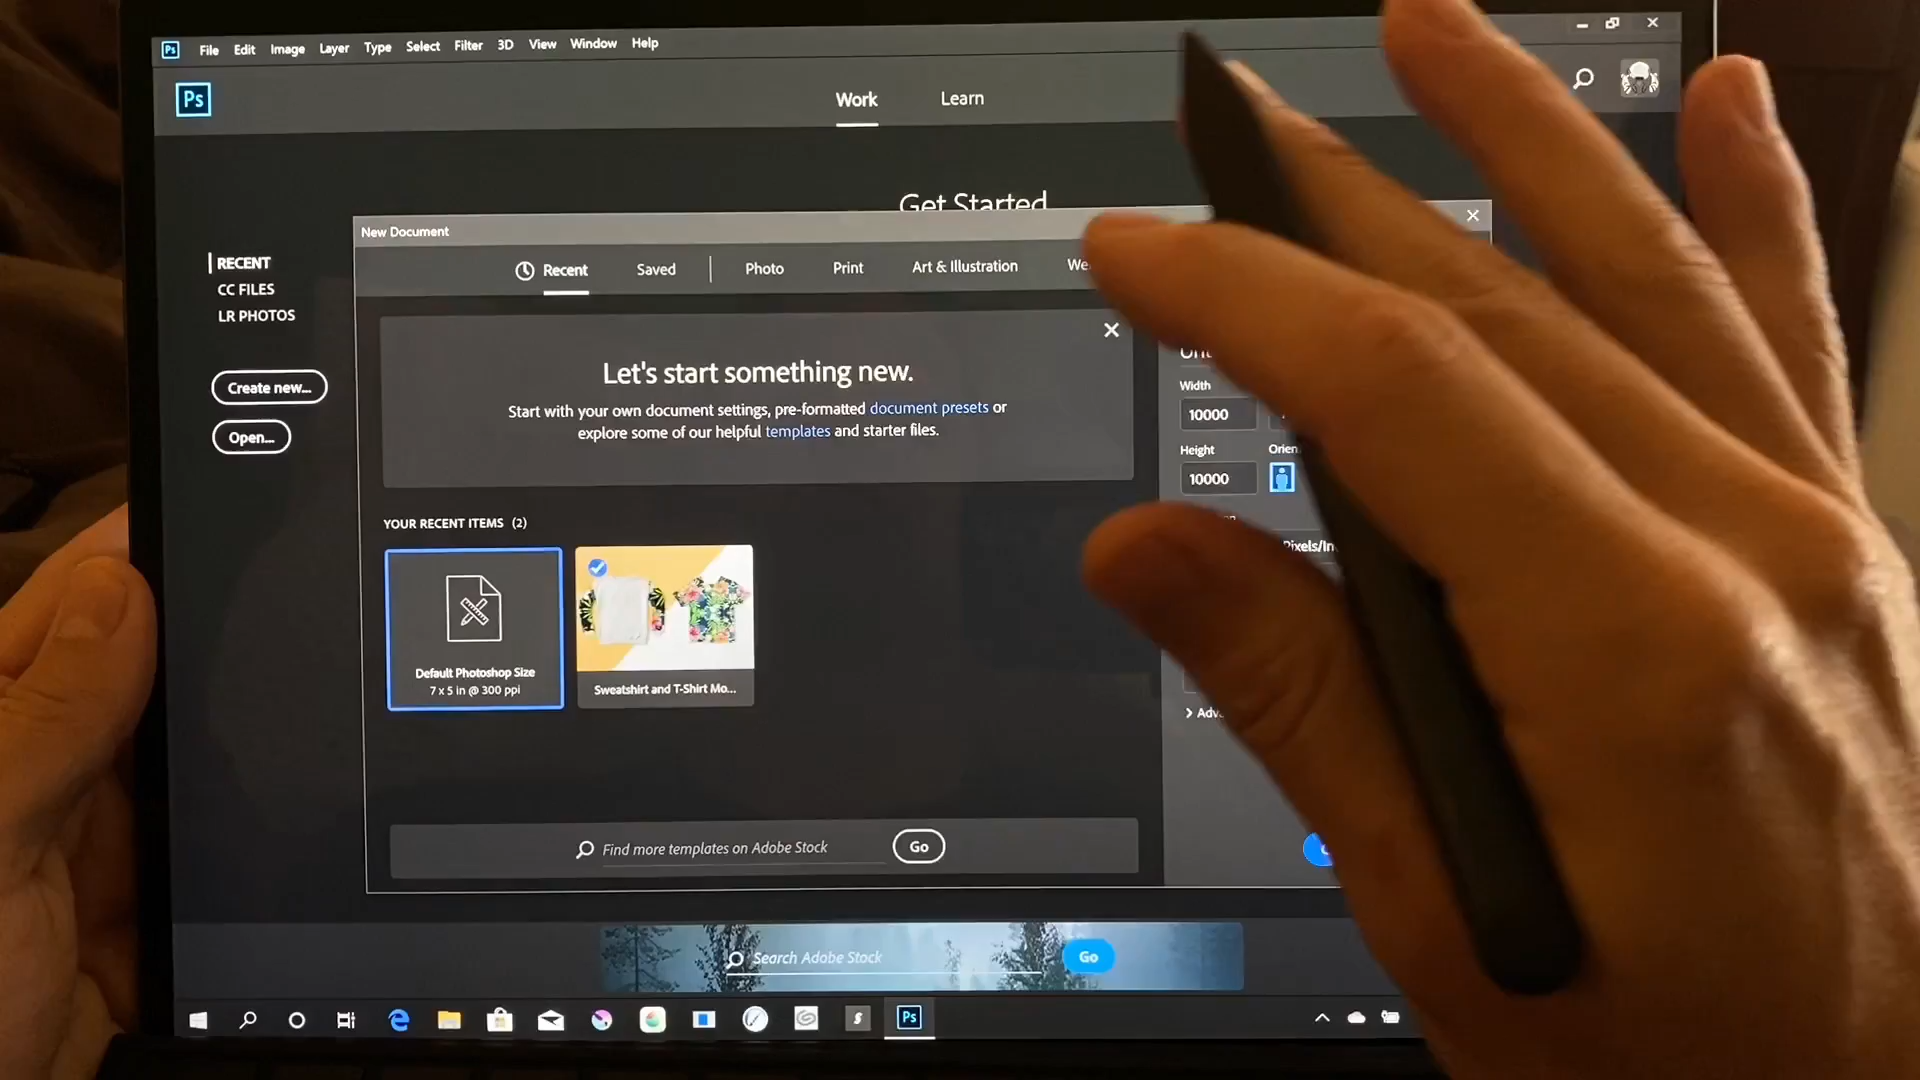 Ps File Edit Image Layer Type Select Filter 3D View Window Help
Ps
Work Learn
Get Started
New Document
RECENT
CC FILES
LR PHOTOS
Create new...
Open...
Recent Saved Photo Print Art & Illustration
Let's start something new.
Start with your own document settings, pre-formatted document presets or
explore some of our helpful templates and starter files.
YOUR RECENT ITEMS (2)
Default Photoshop Size
7 x 5 in @ 300 ppi
Sweatshirt and T-Shirt Mo...
Find more templates on Adobe Stock Go
Width
10000
Height
10000
Pixels/In
Search Adobe Stock Go
Ps